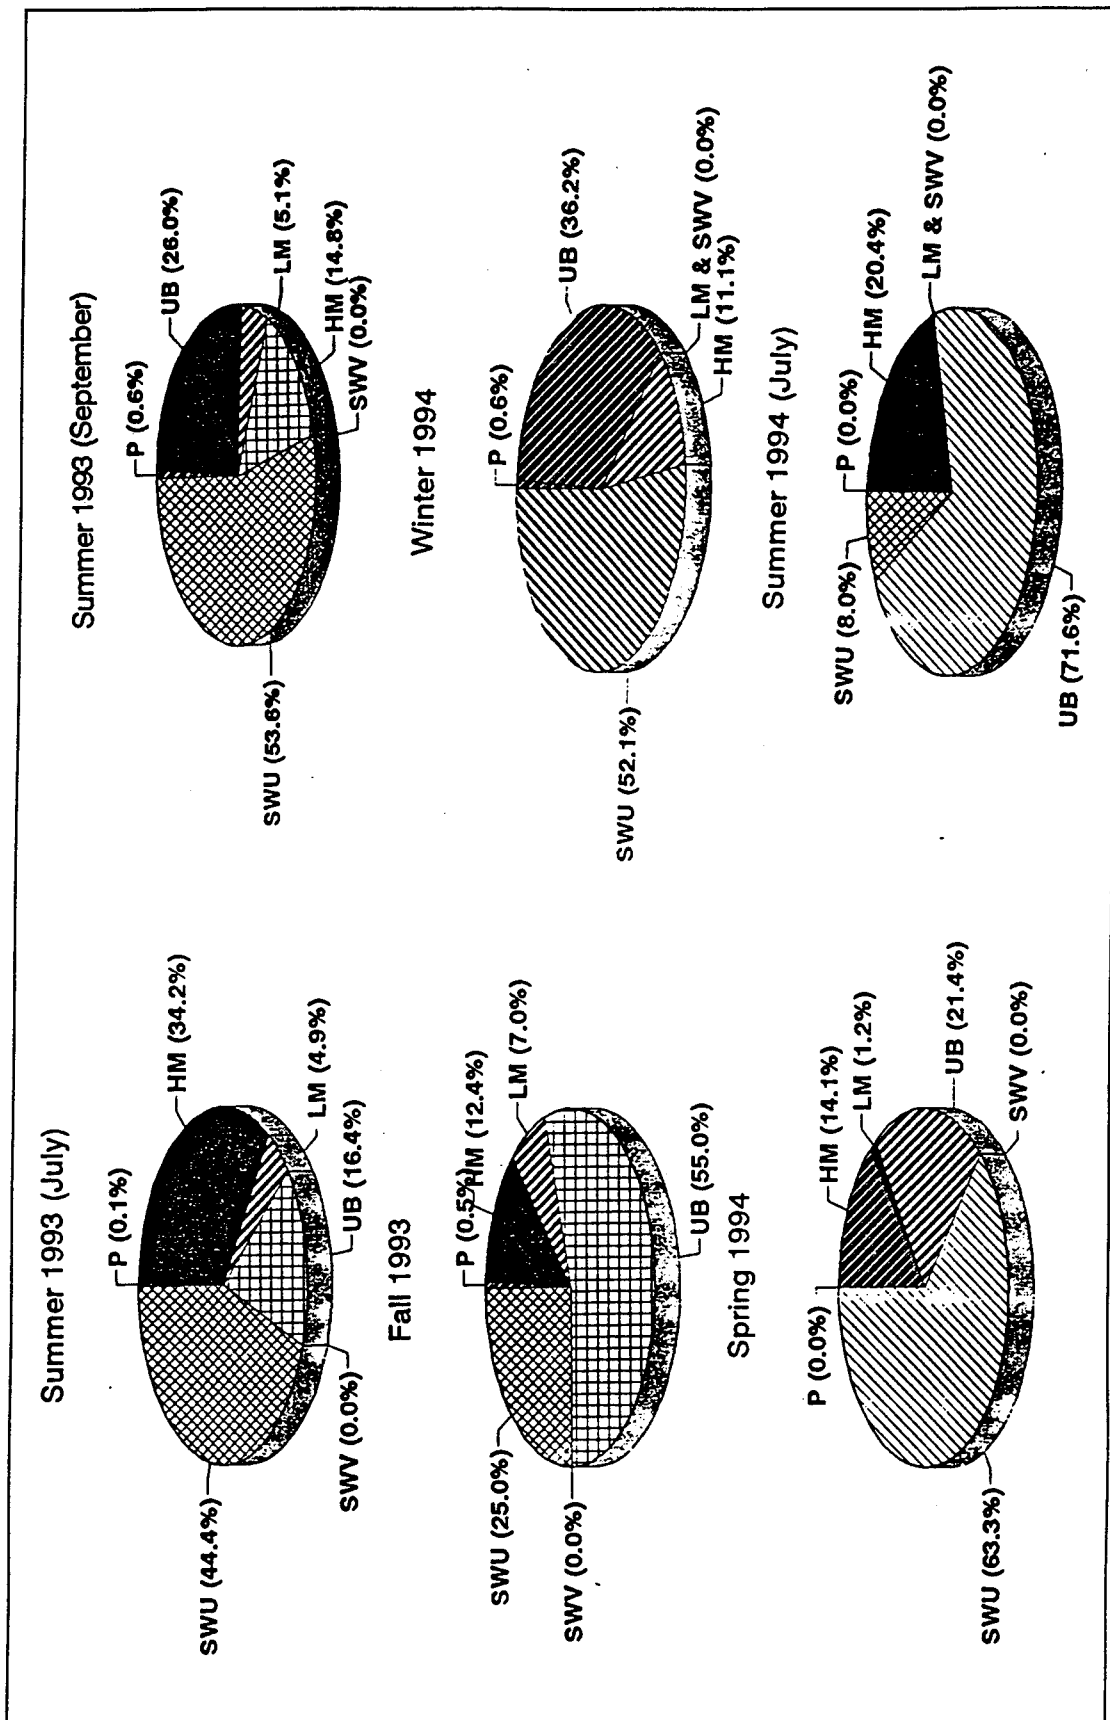 Summer 1993 (July)
P (0.1%)
HM (34.2%)
LM (4.9%)
UB (16.4%)
SWV (0.0%)
SWU (44.4%)
Summer 1993 (September)
P (0.6%)
UB (26.0%)
LM (5.1%)
HM (14.8%)
SWV (0.0%)
SWU (53.6%)
Fall 1993
P (0.5%)
HM (12.4%)
LM (7.0%)
UB (55.0%)
SWV (0.0%)
SWU (25.0%)
Winter 1994
P (0.6%)
UB (36.2%)
LM & SWV (0.0%)
HM (11.1%)
SWU (52.1%)
Spring 1994
P (0.0%)
HM (14.1%)
LM (1.2%)
UB (21.4%)
SWV (0.0%)
SWU (63.3%)
Summer 1994 (July)
P (0.0%)
HM (20.4%)
LM & SWV (0.0%)
UB (71.6%)
SWU (8.0%)